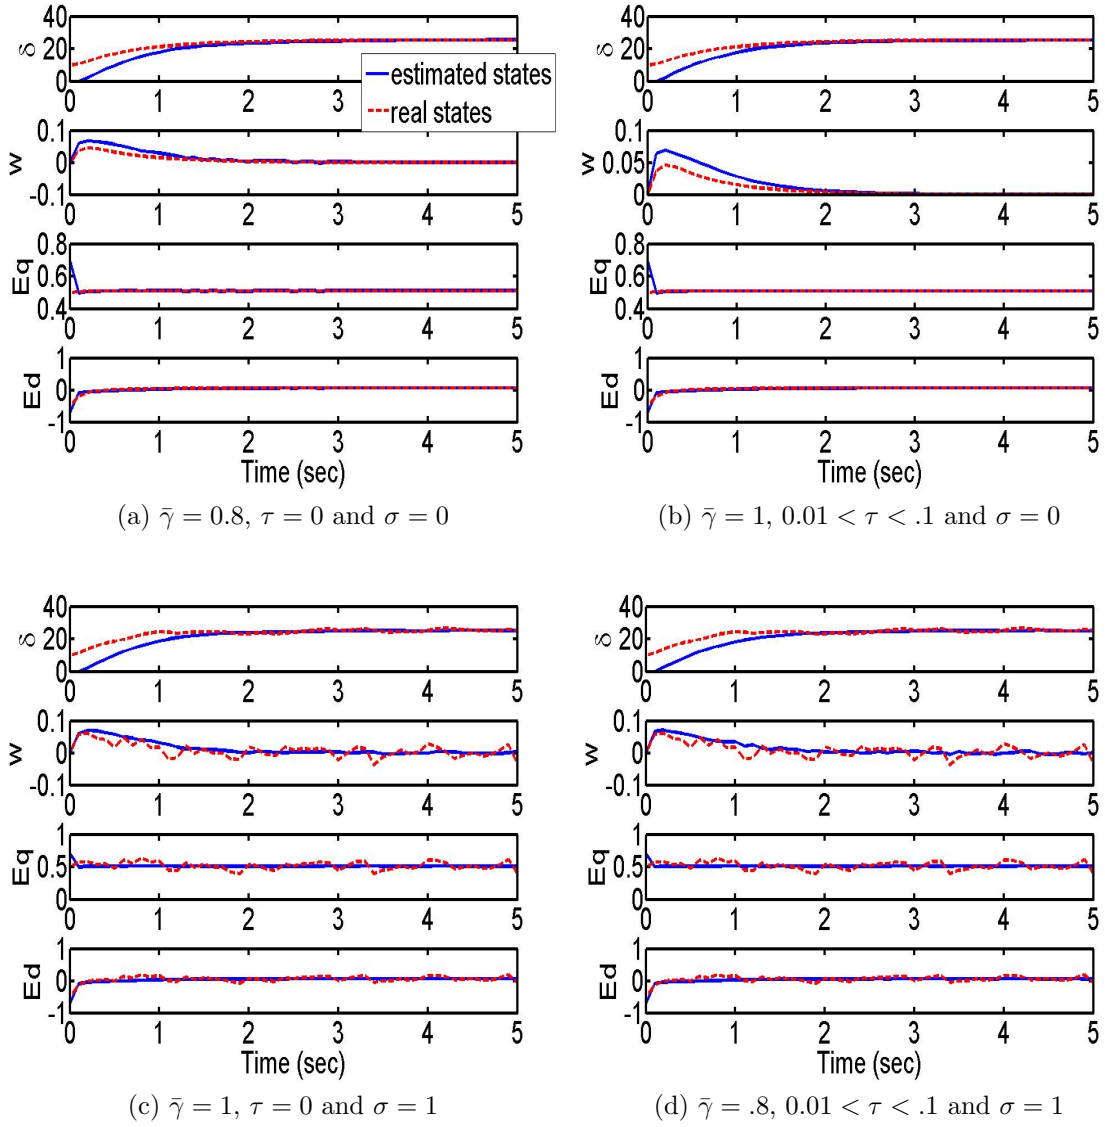 40
20
0
δ
0 1 2 3 4 5
estimated states
real states
0.1
0
-0.1
w
0 1 2 3 4 5
0.8
0.6
0.4
Eq
0 1 2 3 4 5
1
0
-1
Ed
0 1 2 3 4 5
Time (sec)
(a) γ̄ = 0.8, τ = 0 and σ = 0
40
20
0
δ
0 1 2 3 4 5
0.1
0.05
0
w
0 1 2 3 4 5
0.8
0.6
0.4
Eq
0 1 2 3 4 5
1
0
-1
Ed
0 1 2 3 4 5
Time (sec)
(b) γ̄ = 1, 0.01 < τ < .1 and σ = 0
40
20
0
δ
0 1 2 3 4 5
0.1
0
-0.1
w
0 1 2 3 4 5
1
0.5
0
Eq
0 1 2 3 4 5
1
0
-1
Ed
0 1 2 3 4 5
Time (sec)
(c) γ̄ = 1, τ = 0 and σ = 1
40
20
0
δ
0 1 2 3 4 5
0.1
0
-0.1
w
0 1 2 3 4 5
1
0.5
0
Eq
0 1 2 3 4 5
1
0
-1
Ed
0 1 2 3 4 5
Time (sec)
(d) γ̄ = .8, 0.01 < τ < .1 and σ = 1